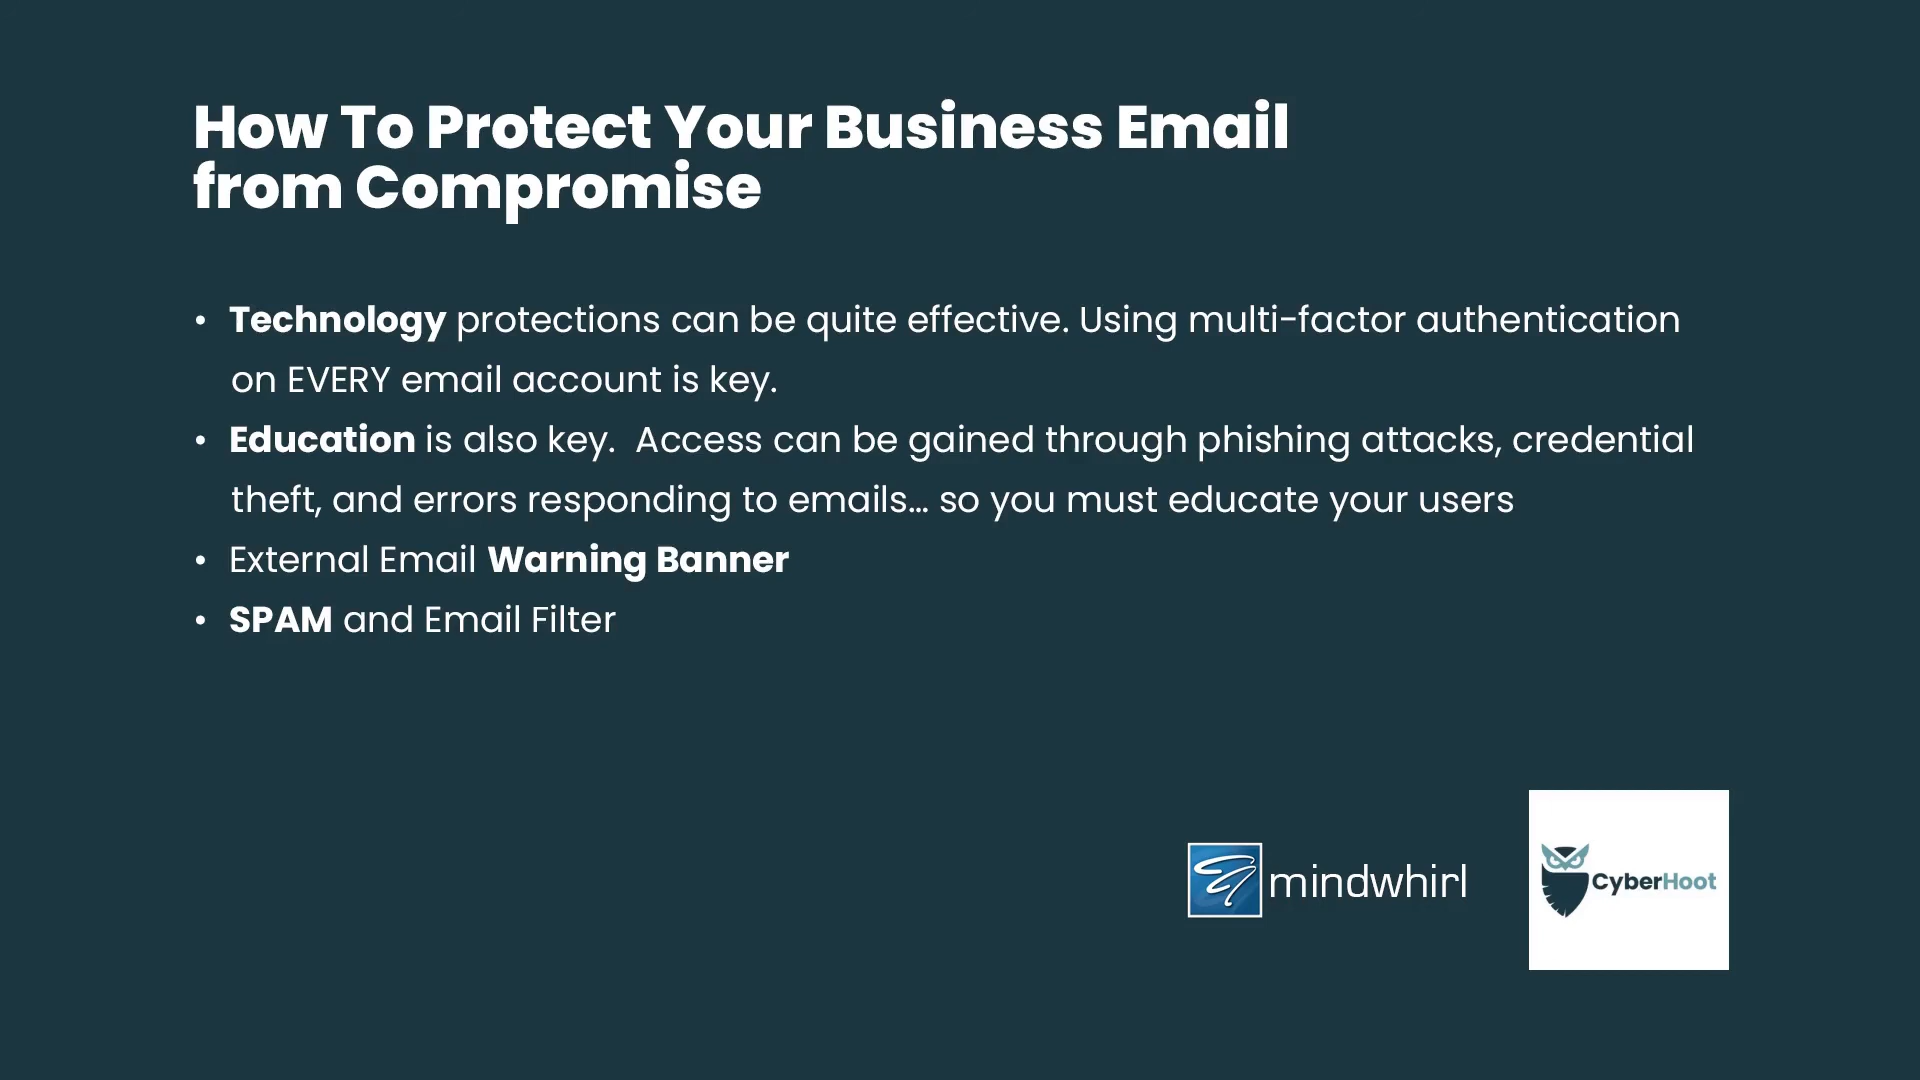 How To Protect Your Business Email
from Compromise
• Technology protections can be quite effective. Using multi-factor authentication
on EVERY email account is key.
• Education is also key.  Access can be gained through phishing attacks, credential
theft, and errors responding to emails... so you must educate your users
• External Email Warning Banner
• SPAM and Email Filter
mindwhirl
CyberHoot